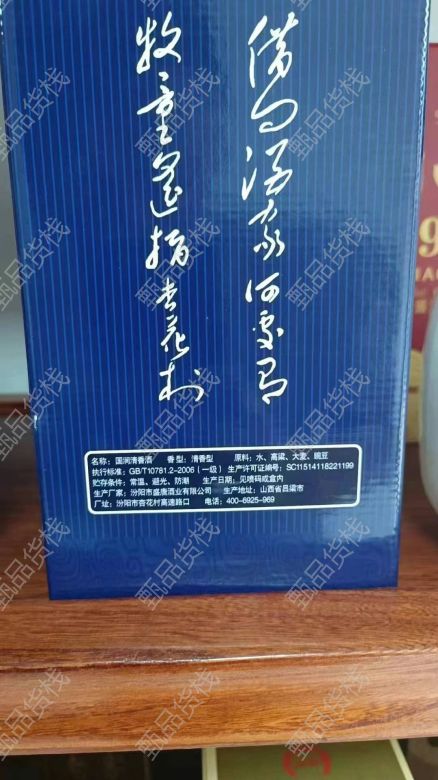 借问酒家何处有
牧童遥指杏花村
名称：国润清香酒 香型：清香型 原料：水、高粱、大麦、豌豆
执行标准：GB/T10781.2-2006（一级） 生产许可证编号：SC11514118221199
贮存条件：常温、避光、防潮 生产日期：见喷码或盒内
生产厂家：汾阳市盛唐酒业有限公司 生产地址：山西省吕梁市
厂址：汾阳市杏花村高速路口 电话：400-6925-969
甄品货栈
9